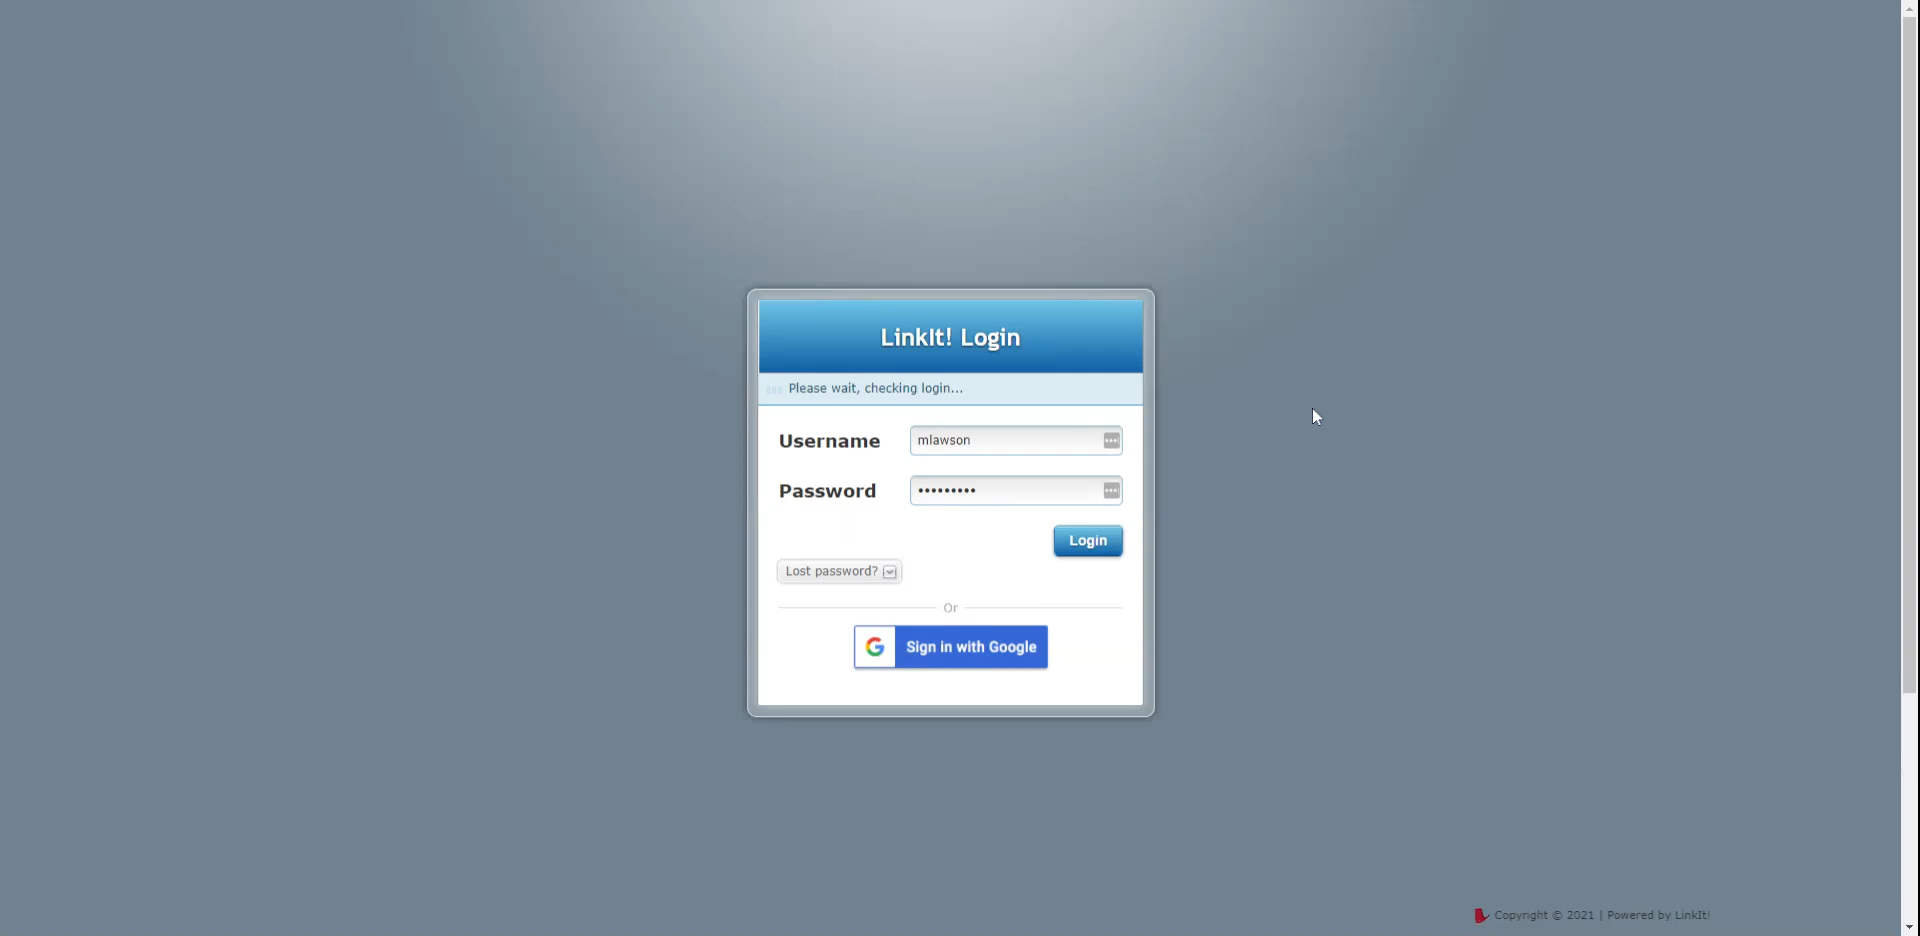 LinkIt! Login
Please wait, checking login...
Username
mlawson
Password
•••••••••
Login
Lost password?
Or
Sign in with Google
Copyright © 2021 | Powered by LinkIt!